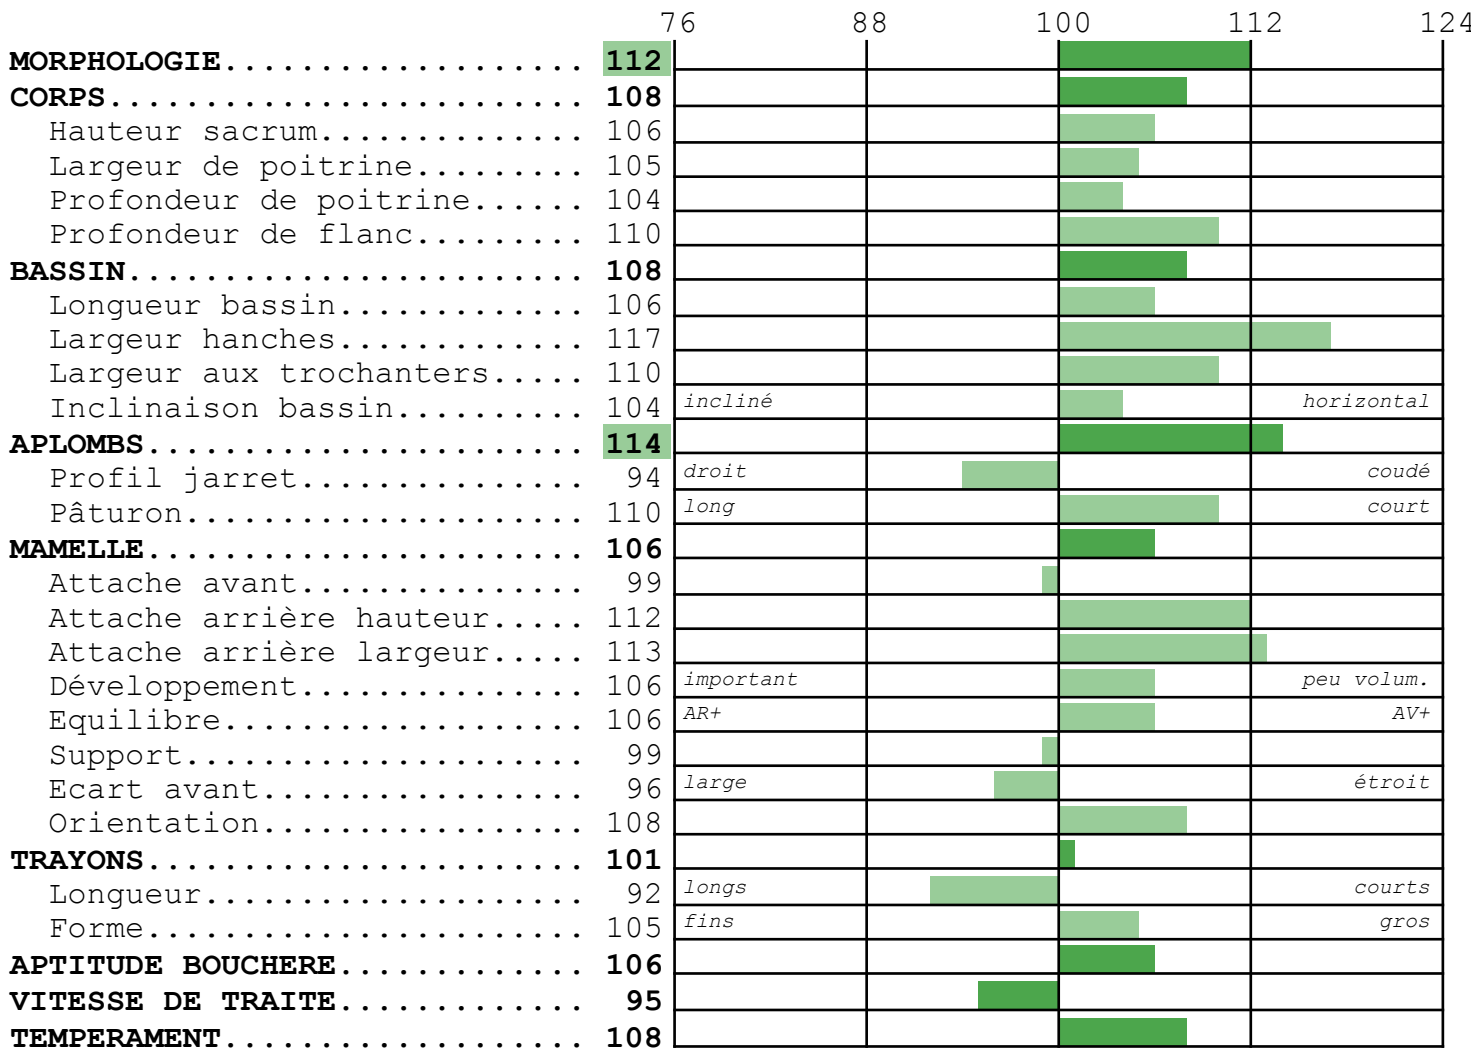 76 88 100 112 124
MORPHOLOGIE................... 112
CORPS......................... 108
Hauteur sacrum.............. 106
Largeur de poitrine......... 105
Profondeur de poitrine...... 104
Profondeur de flanc......... 110
BASSIN........................ 108
Longueur bassin............. 106
Largeur hanches............. 117
Largeur aux trochanters..... 110
Inclinaison bassin.......... 104 incliné horizontal
APLOMBS....................... 114
Profil jarret............... 94 droit coudé
Pâturon..................... 110 long court
MAMELLE....................... 106
Attache avant............... 99
Attache arrière hauteur..... 112
Attache arrière largeur..... 113
Développement............... 106 important peu volum.
Equilibre................... 106 AR+ AV+
Support..................... 99
Ecart avant................. 96 large étroit
Orientation................. 108
TRAYONS....................... 101
Longueur.................... 92 longs courts
Forme....................... 105 fins gros
APTITUDE BOUCHERE............. 106
VITESSE DE TRAITE............. 95
TEMPERAMENT................... 108